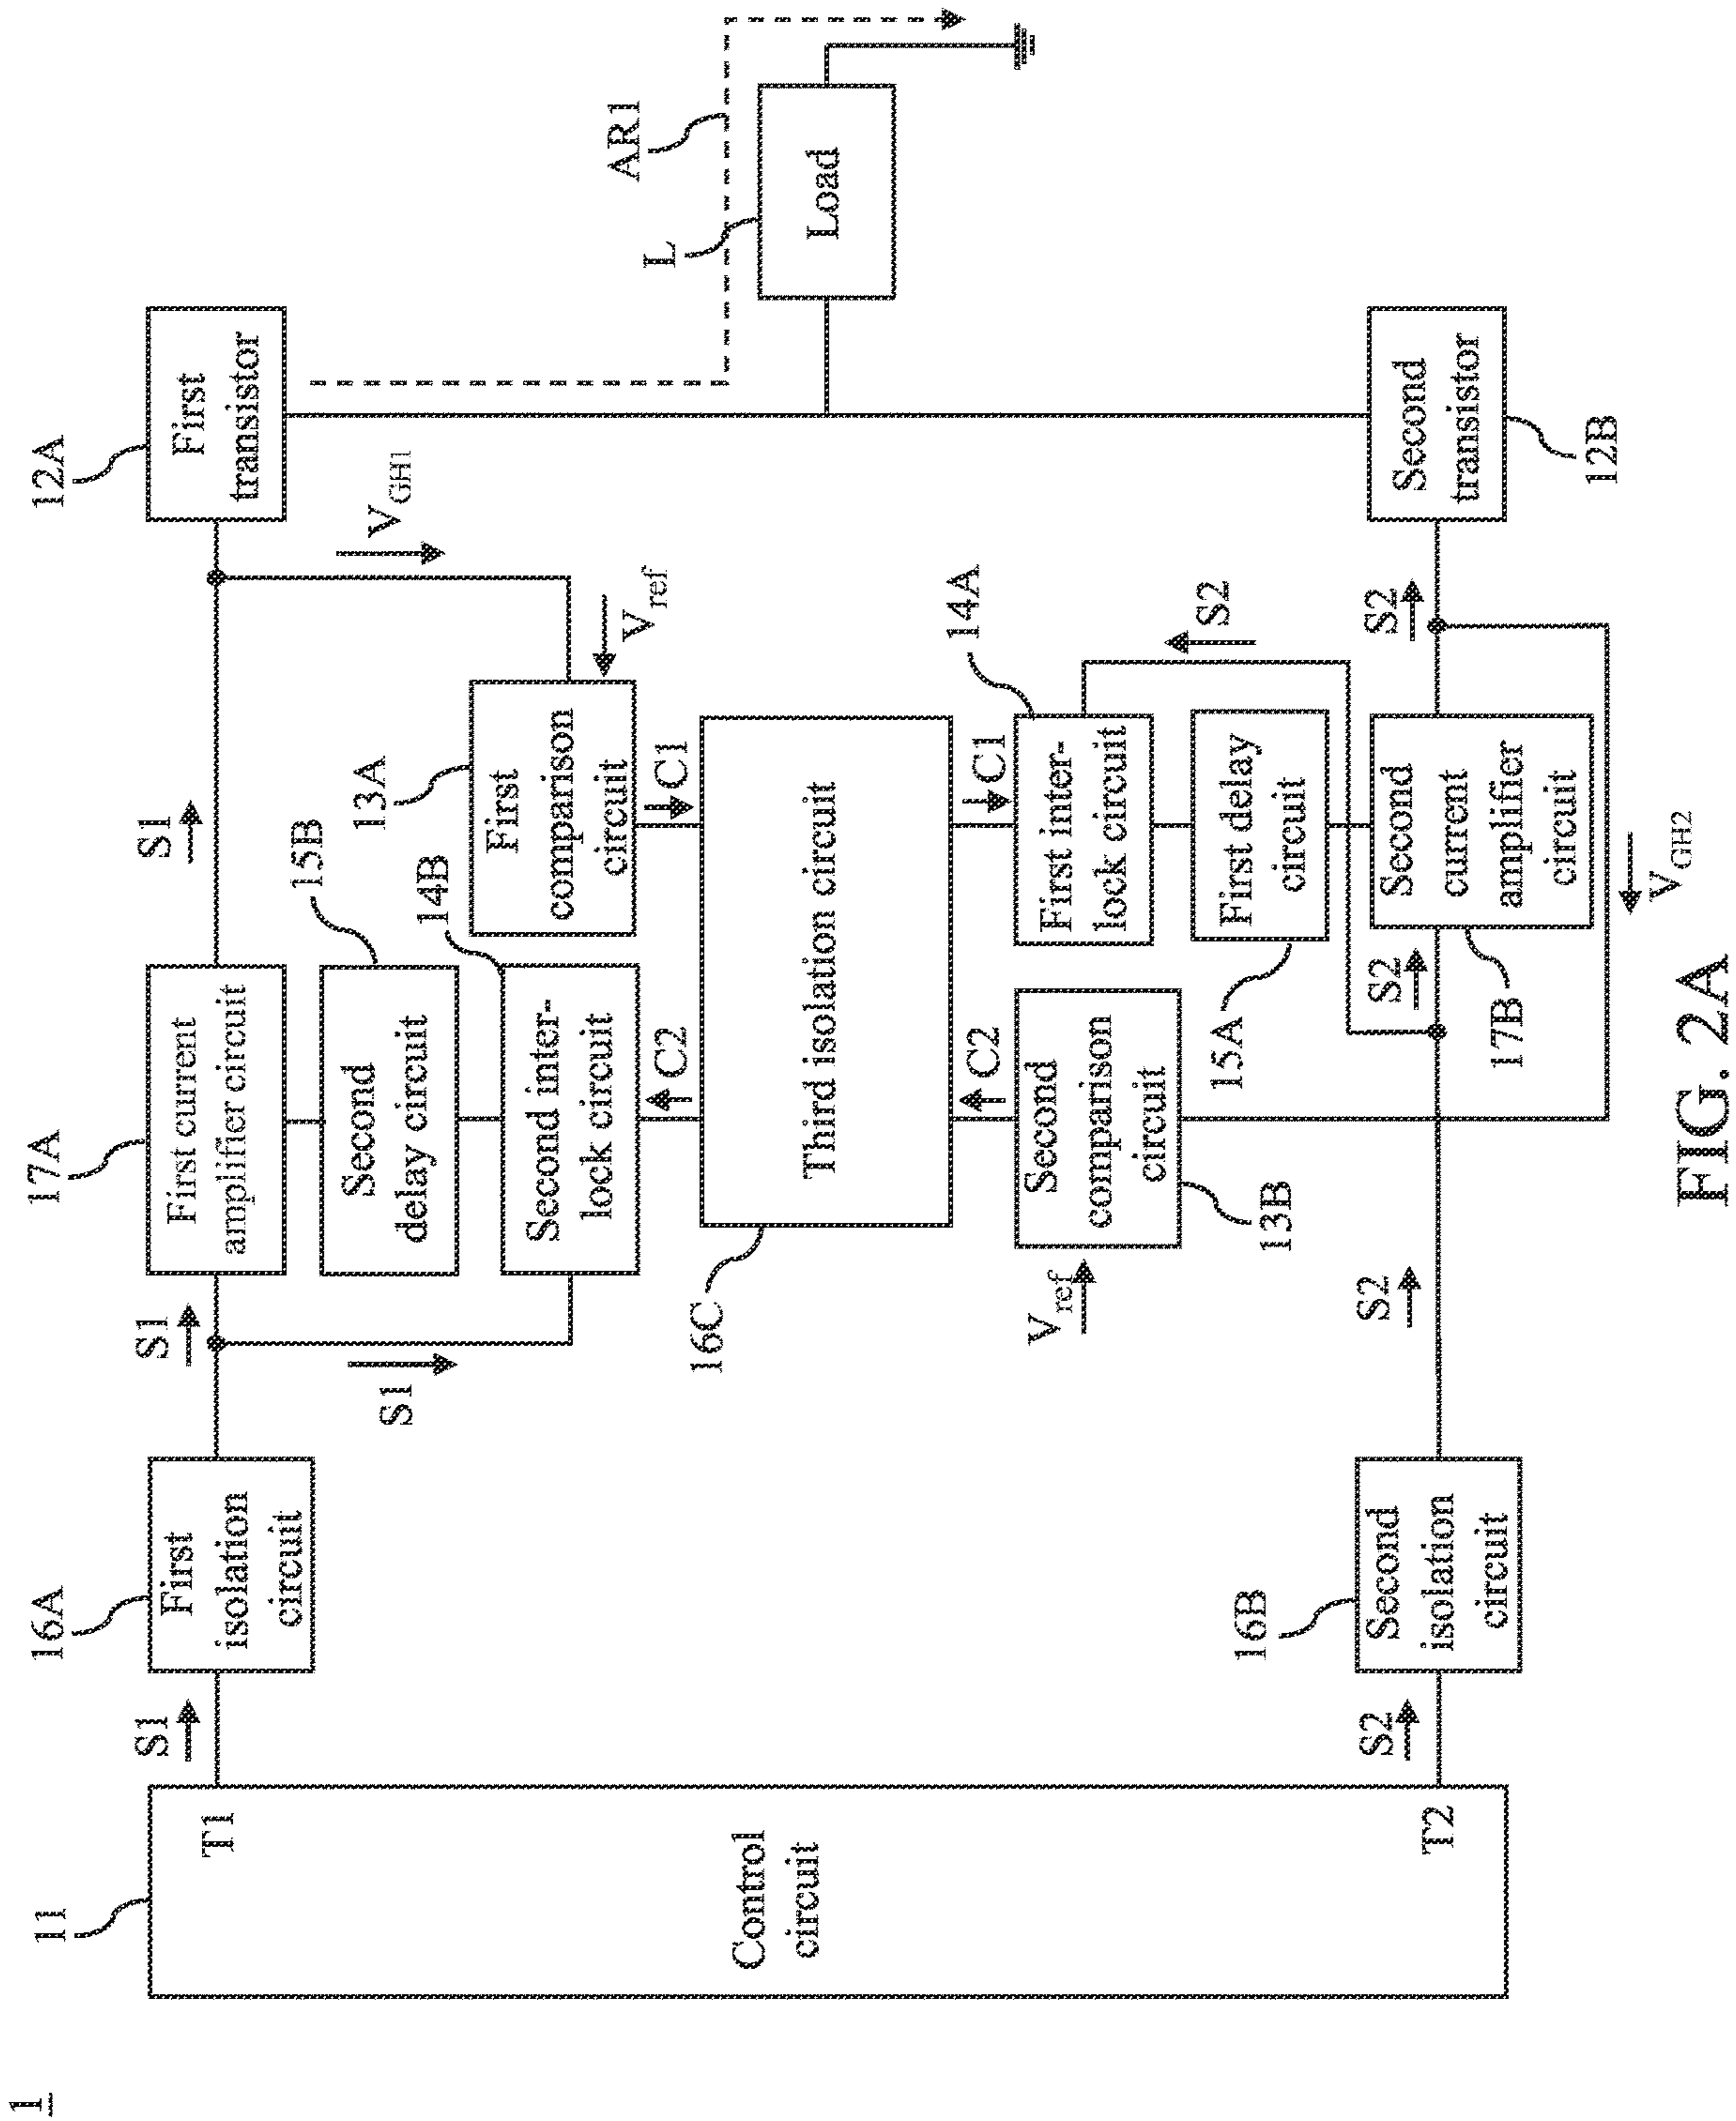 1
11
Control
circuit
T1
T2
S1
S2
16A
First
isolation
circuit
16B
Second
isolation
circuit
S1
S1
S2
17A
First current
amplifier circuit
15B
Second
delay circuit
14B
Second inter-
lock circuit
C2
16C
Third isolation circuit
C2
Vref
Second
comparison
circuit
13B
S1
13A
First
comparison
circuit
C1
Vref
VGH1
C1
14A
First inter-
lock circuit
15A
First delay
circuit
S2
S2
17B
Second
current
amplifier
circuit
S2
VGH2
12A
First
transistor
12B
Second
transistor
L
Load
AR1
FIG. 2A